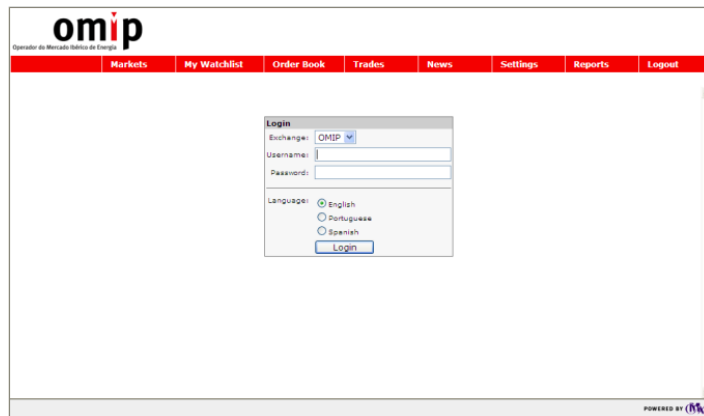 omip
Operador do Mercado Ibérico de Energia
Markets My Watchlist Order Book Trades News Settings Reports Logout
Login
Exchange: OMIP
Username:
Password:
Language: English
Portuguese
Spanish
Login
POWERED BY